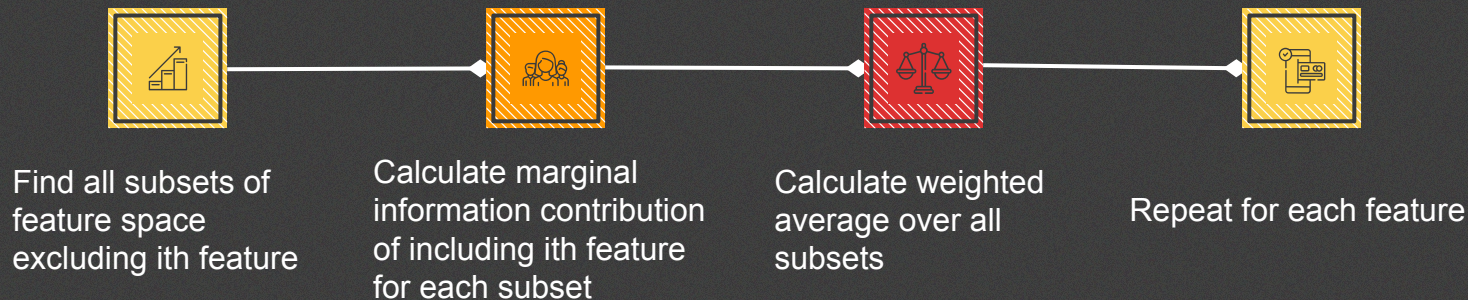 Find all subsets of
feature space
excluding ith feature
Calculate marginal
information contribution
of including ith feature
for each subset
Calculate weighted
average over all
subsets
Repeat for each feature